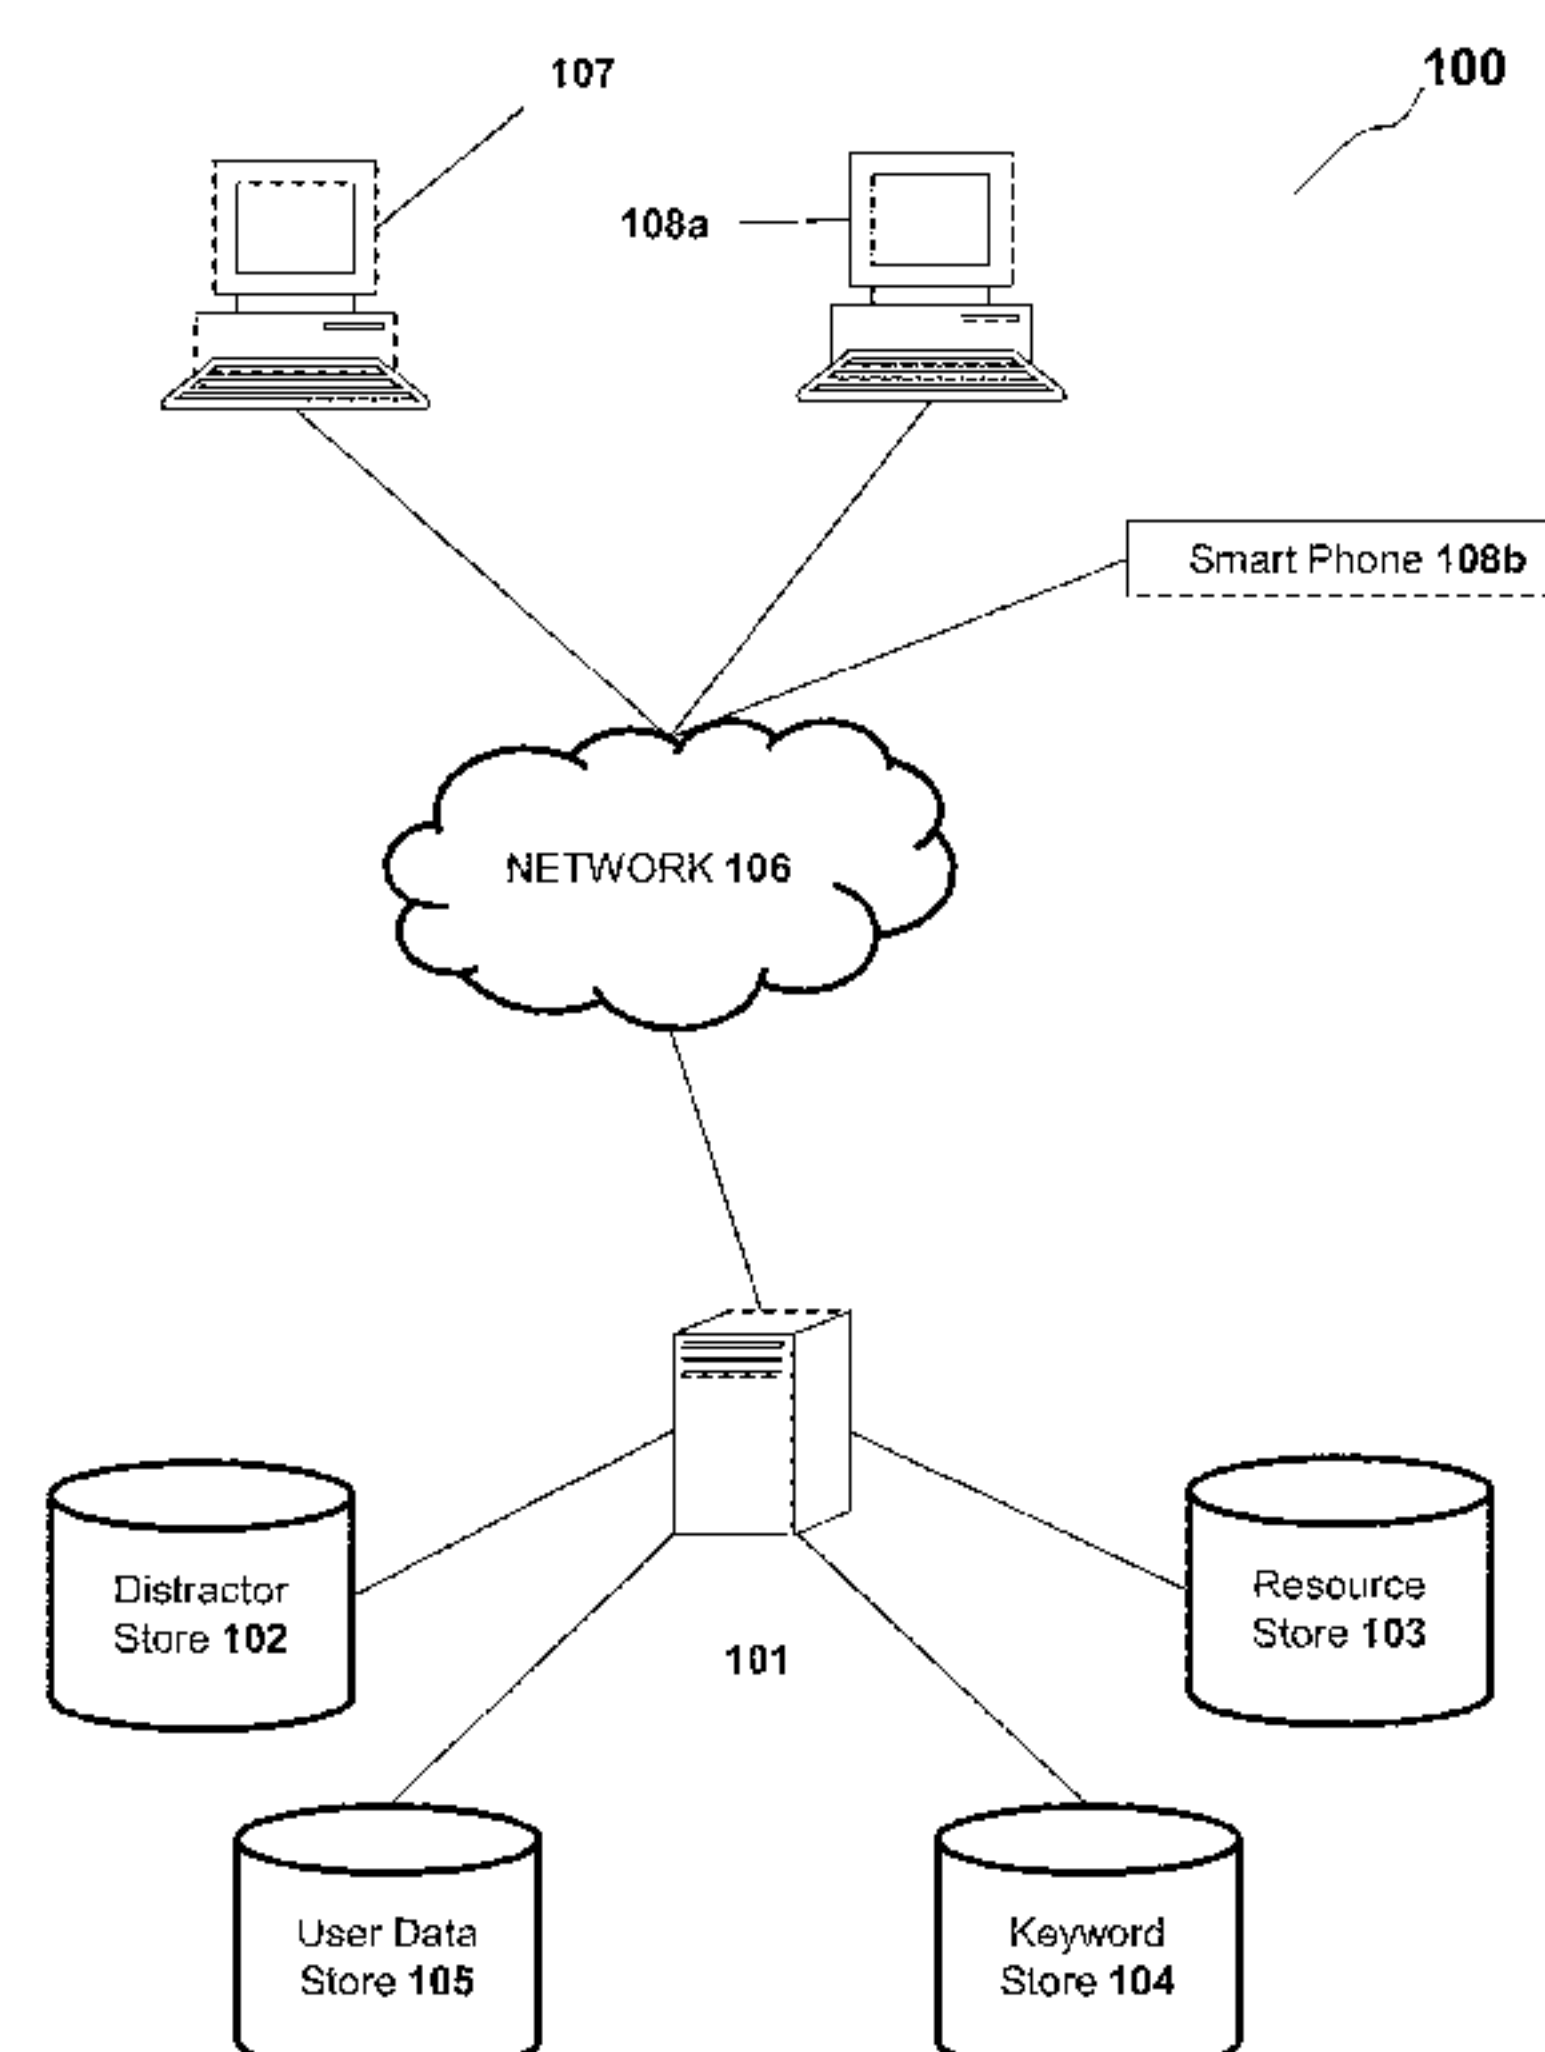 107
100
108a
Smart Phone 108b
NETWORK 106
Distractor
Store 102
101
Resource
Store 103
User Data
Store 105
Keyword
Store 104